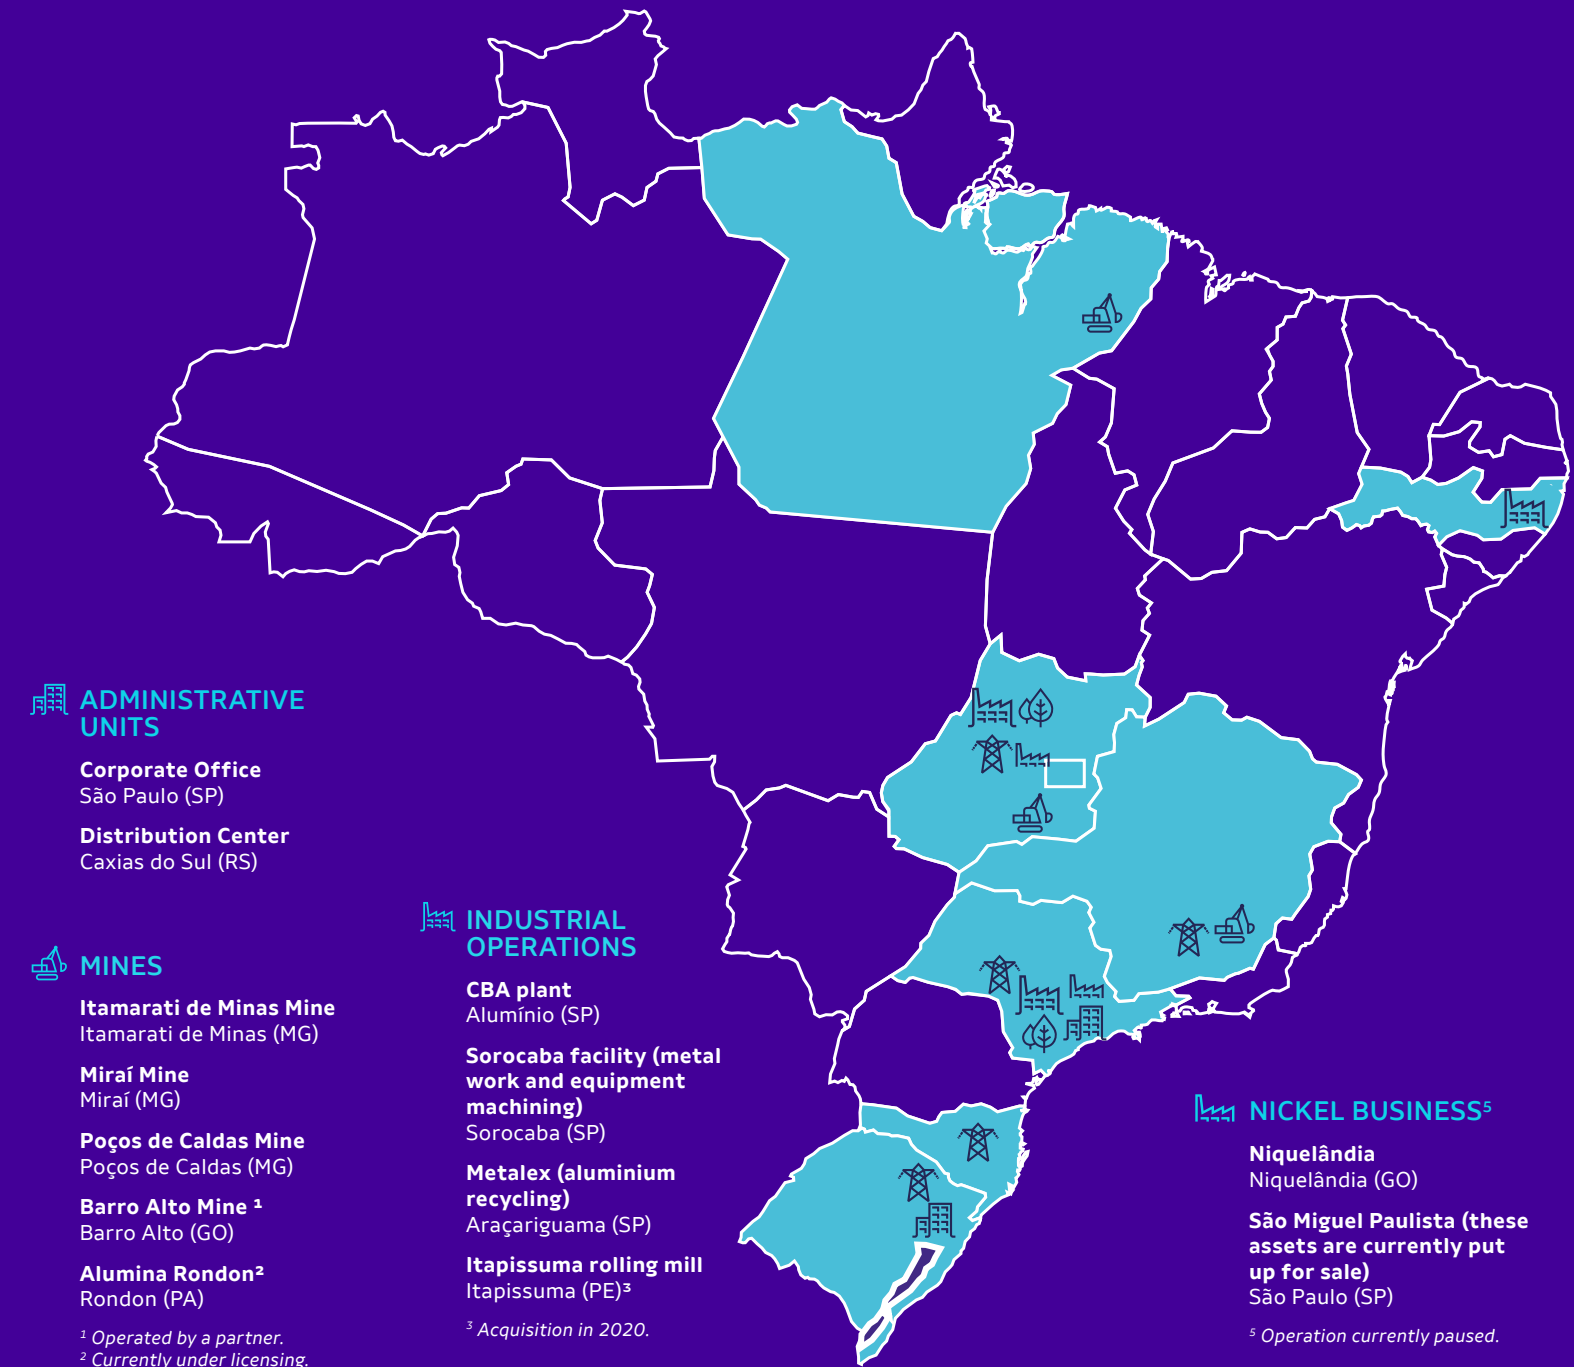 ADMINISTRATIVE
UNITS
Corporate Office
São Paulo (SP)
Distribution Center
Caxias do Sul (RS)
MINES
Itamarati de Minas Mine
Itamarati de Minas (MG)
Miraí Mine
Miraí (MG)
Poços de Caldas Mine
Poços de Caldas (MG)
Barro Alto Mine ¹
Barro Alto (GO)
Alumina Rondon²
Rondon (PA)
¹ Operated by a partner.
² Currently under licensing.
INDUSTRIAL
OPERATIONS
CBA plant
Alumínio (SP)
Sorocaba facility (metal
work and equipment
machining)
Sorocaba (SP)
Metalex (aluminium
recycling)
Araçariguama (SP)
Itapissuma rolling mill
Itapissuma (PE)³
³ Acquisition in 2020.
NICKEL BUSINESS⁵
Niquelândia
Niquelândia (GO)
São Miguel Paulista (these
assets are currently put
up for sale)
São Paulo (SP)
⁵ Operation currently paused.